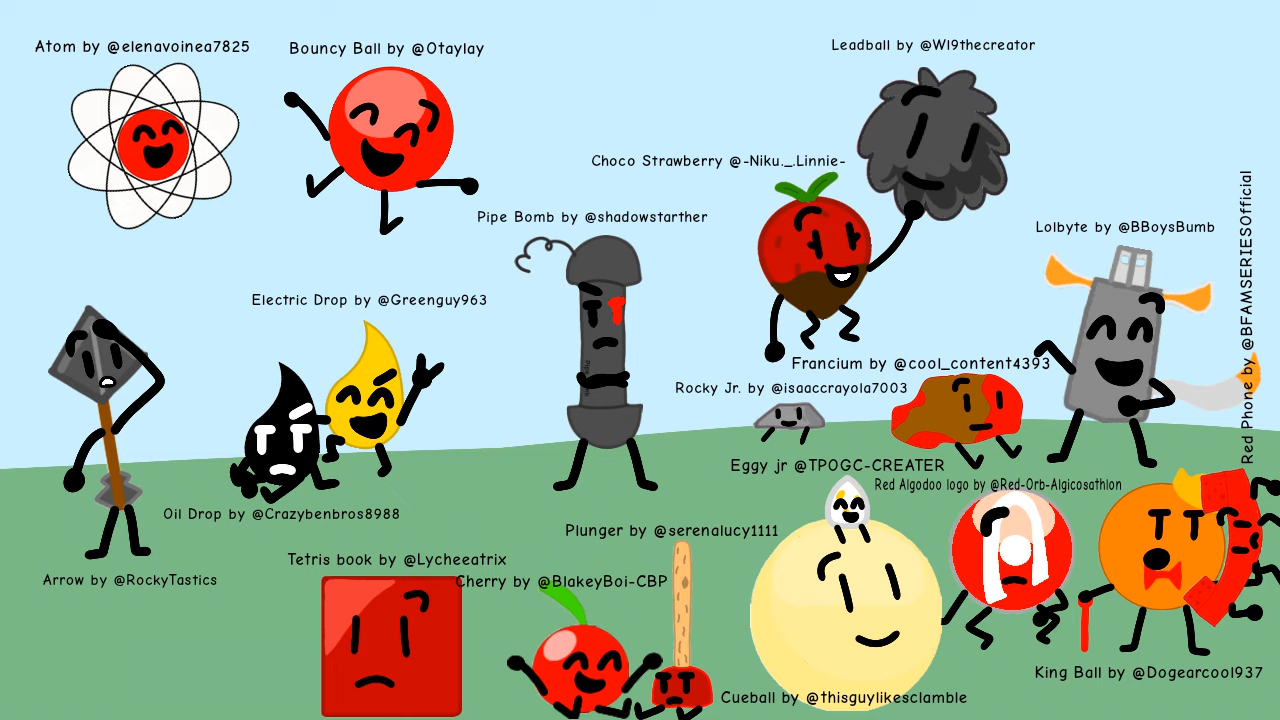 Atom by @elenavoinea7825
Bouncy Ball by @Otaylay
Leadball by @W19thecreator
Choco Strawberry @-Niku._.Linnie-
Pipe Bomb by @shadowstarther
Lolbyte by @BBoysBumb
Red Phone by @BFAMSERIESOfficial
Electric Drop by @Greenguy963
Francium by @cool_content4393
Rocky Jr. by @isaaccrayola7003
Eggy jr @TPOGC-CREATER
Red Algodoo logo by @Red-Orb-Algicosathlon
Oil Drop by @Crazybenbros8988
Plunger by @serenalucy1111
Tetris book by @Lycheeatrix
Arrow by @RockyTastics
Cherry by @BlakeyBoi-CBP
King Ball by @Dogearcool937
Cueball by @thisguylikesclamble